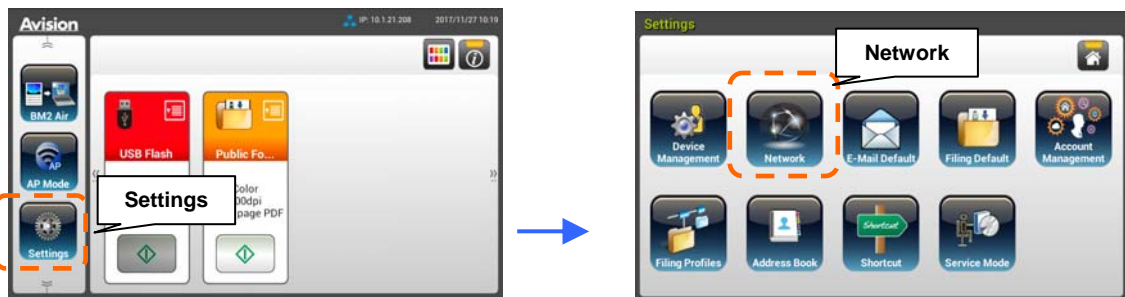 Avision
IP: 10.1.21.208
2017/11/27 10:19
BM2 Air
AP
AP Mode
Settings
USB Flash
Public Fo...
Color
page PDF
Settings
Settings
Network
Device
Management
Network
E-Mail Default
Filing Default
Account
Management
Filing Profiles
Address Book
Shortcut
Shortcut
Service Mode